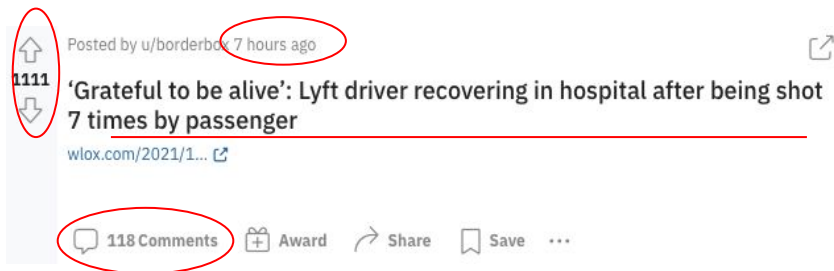 Posted by u/borderbox 7 hours ago
1111
‘Grateful to be alive’: Lyft driver recovering in hospital after being shot
7 times by passenger
wlox.com/2021/1...
118 Comments Award Share Save ...